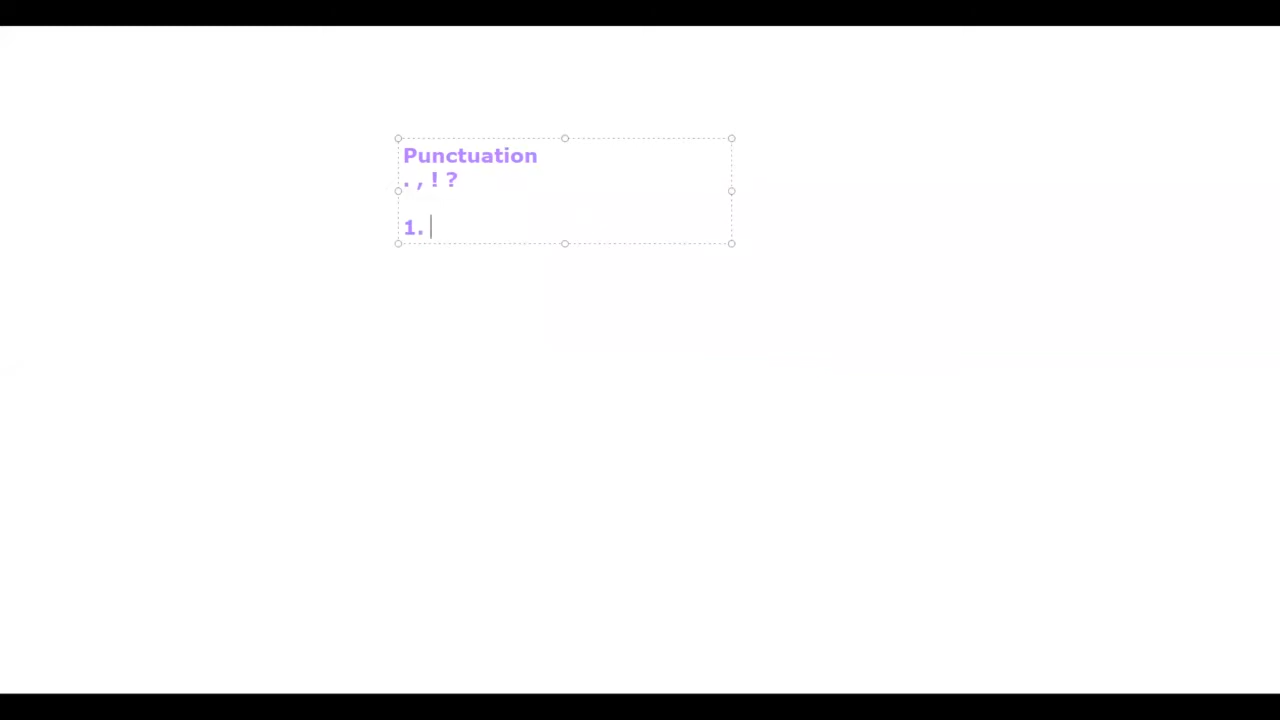 Punctuation
. , ! ?
1.